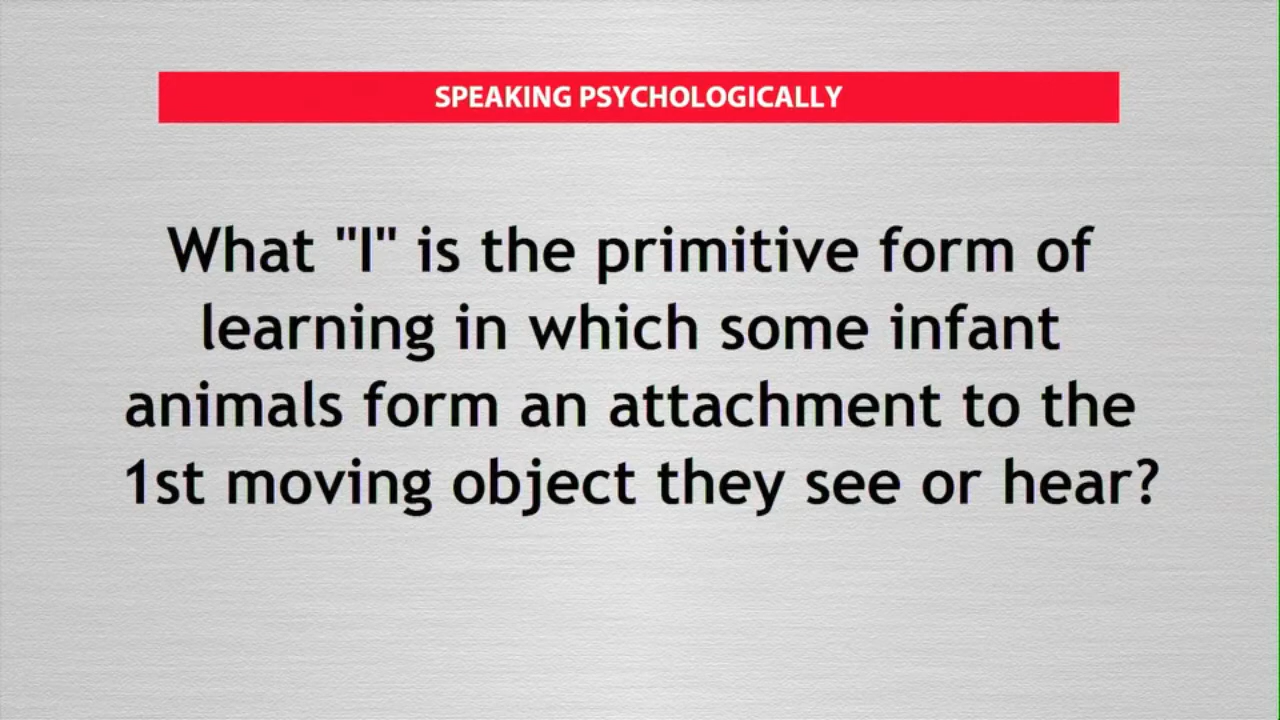 SPEAKING PSYCHOLOGICALLY
What "I" is the primitive form of
learning in which some infant
animals form an attachment to the
1st moving object they see or hear?